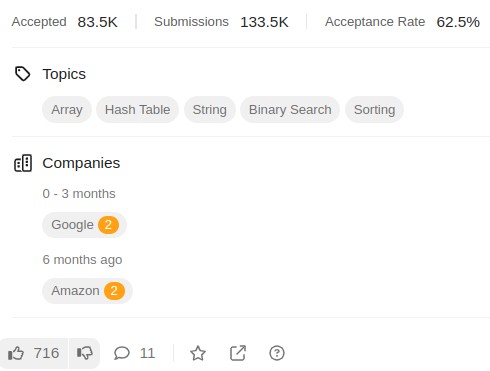 Accepted 83.5K Submissions 133.5K Acceptance Rate 62.5%
Topics
Array Hash Table String Binary Search Sorting
Companies
0 - 3 months
Google 2
6 months ago
Amazon 2
716 11